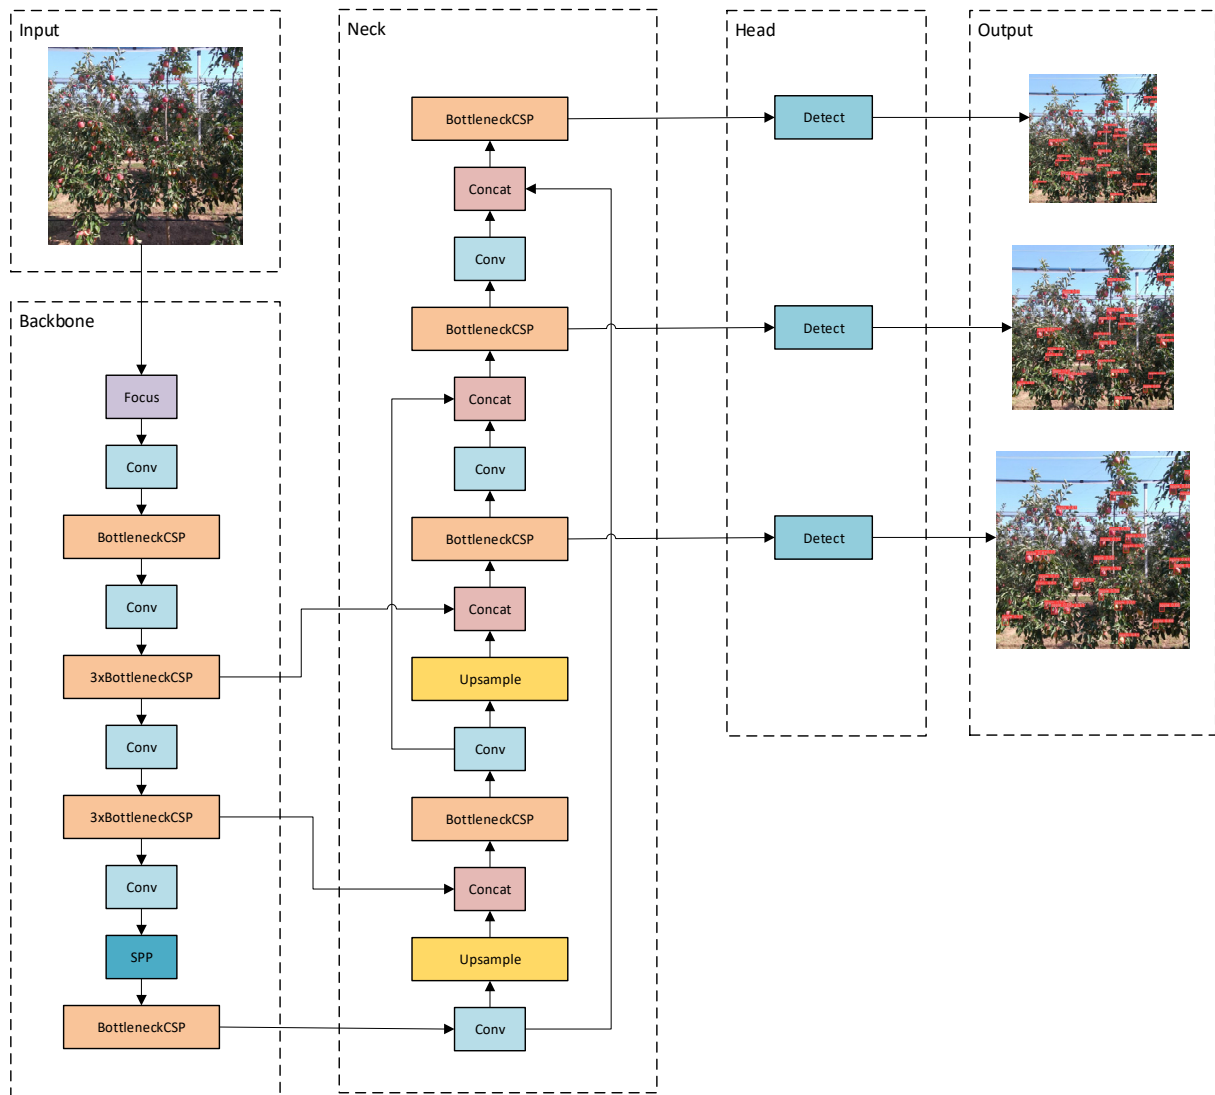 Input
Backbone
Focus
Conv
BottleneckCSP
Conv
3xBottleneckCSP
Conv
3xBottleneckCSP
Conv
SPP
BottleneckCSP
Neck
BottleneckCSP
Concat
Conv
BottleneckCSP
Concat
Conv
BottleneckCSP
Concat
Upsample
Conv
BottleneckCSP
Concat
Upsample
Conv
Head
Detect
Detect
Detect
Output